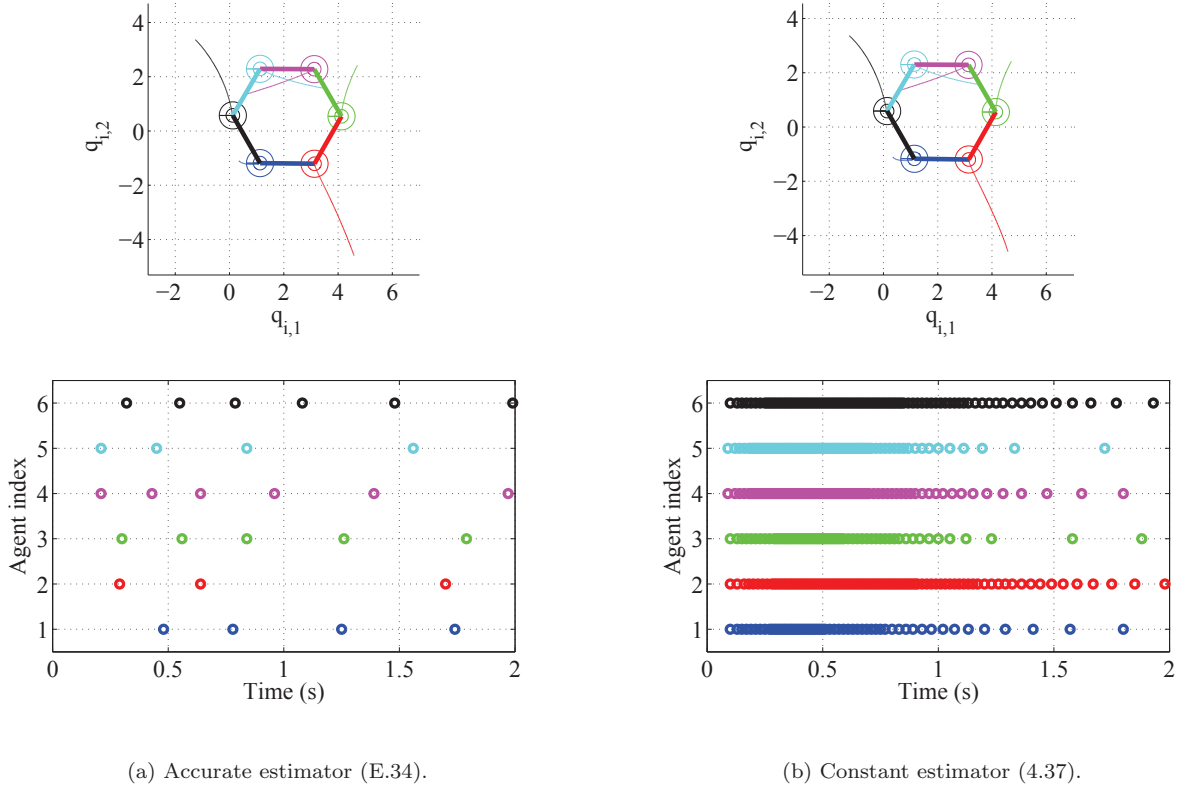 4
2
0
−2
−4
q_{i,2}
−2 0 2 4 6
q_{i,1}
4
2
0
−2
−4
q_{i,2}
−2 0 2 4 6
q_{i,1}
6
5
4
3
2
1
Agent index
0 0.5 1 1.5 2
Time (s)
6
5
4
3
2
1
Agent index
0 0.5 1 1.5 2
Time (s)
(a) Accurate estimator (E.34).
(b) Constant estimator (4.37).